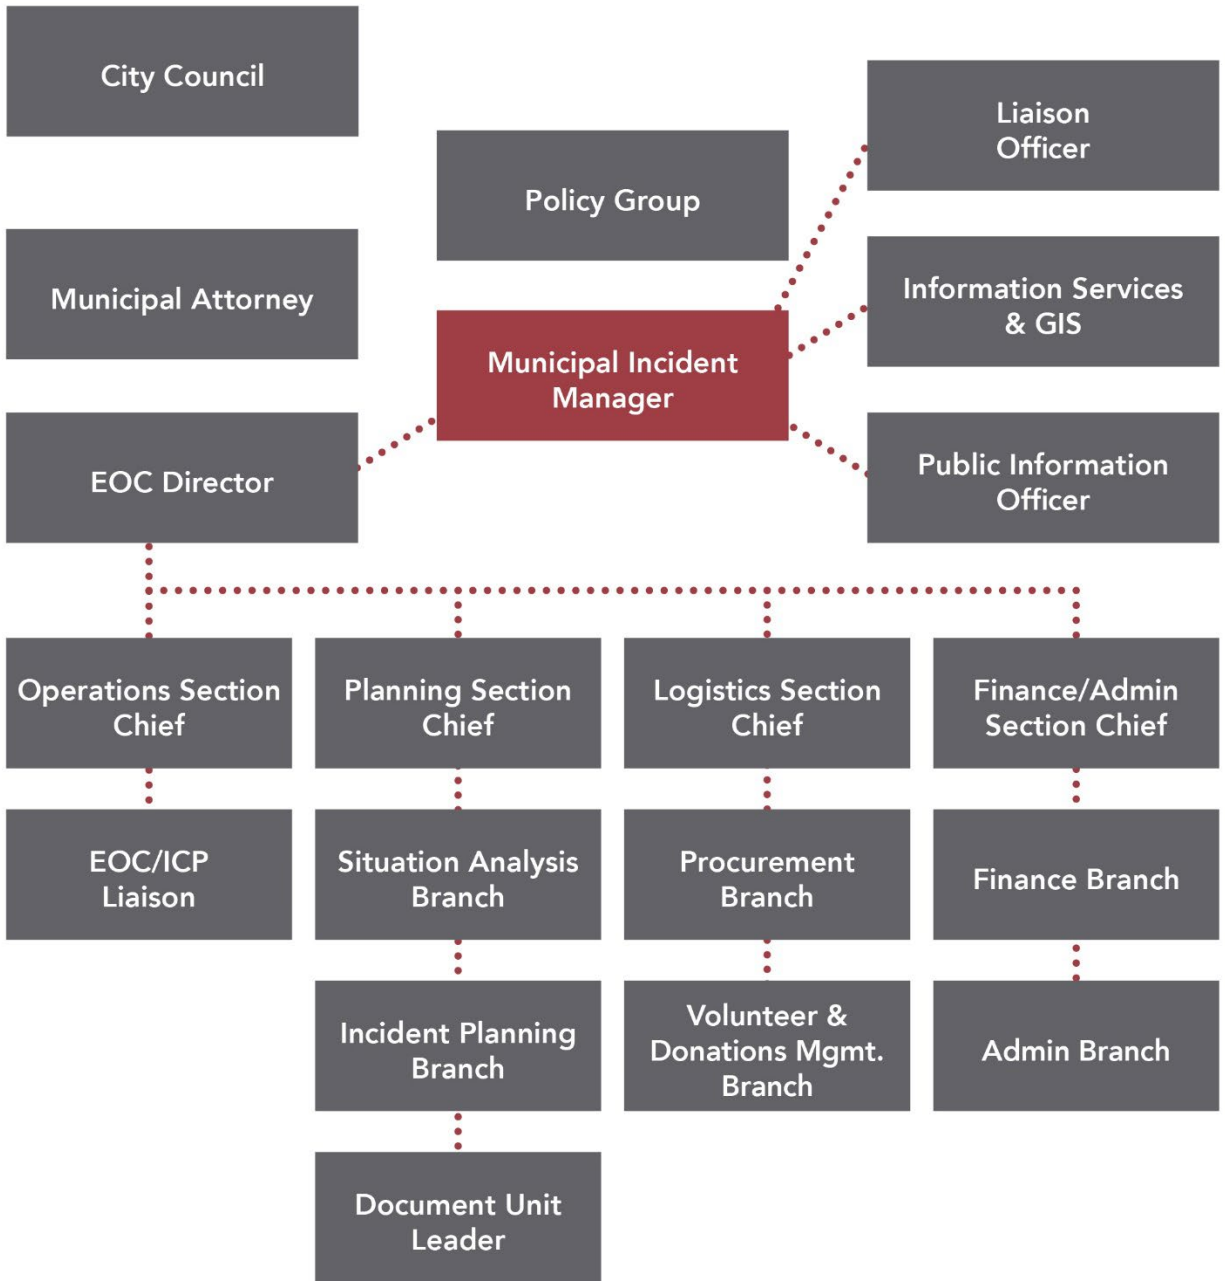 City Council
Liaison
Officer
Policy Group
Municipal Attorney
Information Services
& GIS
Municipal Incident
Manager
EOC Director
Public Information
Officer
Operations Section
Chief
Planning Section
Chief
Logistics Section
Chief
Finance/Admin
Section Chief
EOC/ICP
Liaison
Situation Analysis
Branch
Procurement
Branch
Finance Branch
Incident Planning
Branch
Volunteer &
Donations Mgmt.
Branch
Admin Branch
Document Unit
Leader